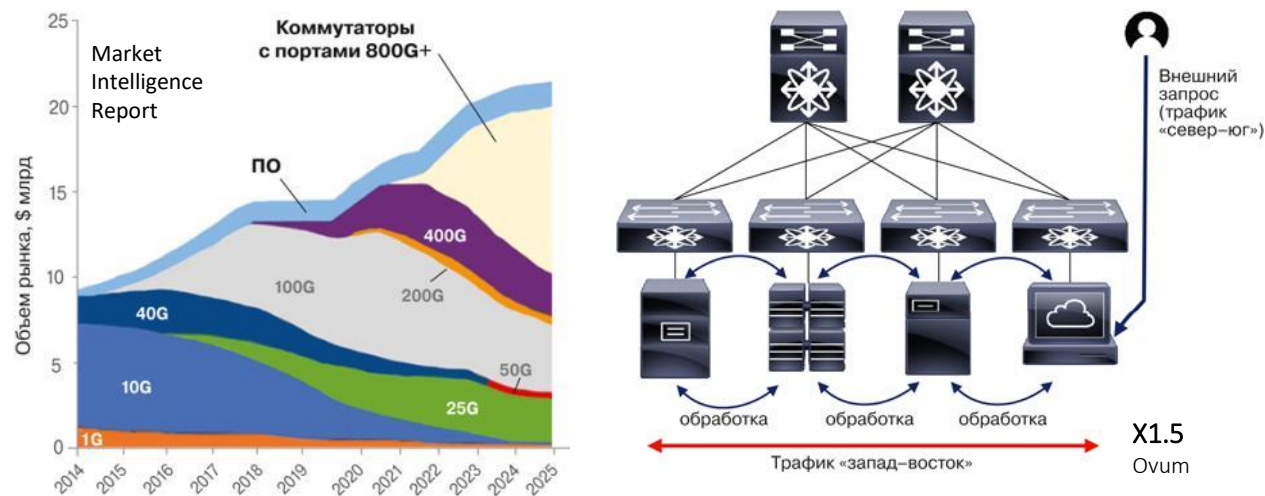 25
20
15
10
5
0
Объем рынка, $ млрд
Market
Intelligence
Report
Коммутаторы
с портами 800G+
ПО
400G
200G
100G
40G
50G
10G
25G
1G
2014
2015
2016
2017
2018
2019
2020
2021
2022
2023
2024
2025
Внешний
запрос
(трафик
«север–юг»)
обработка
обработка
обработка
Трафик «запад–восток»
X1.5
Ovum